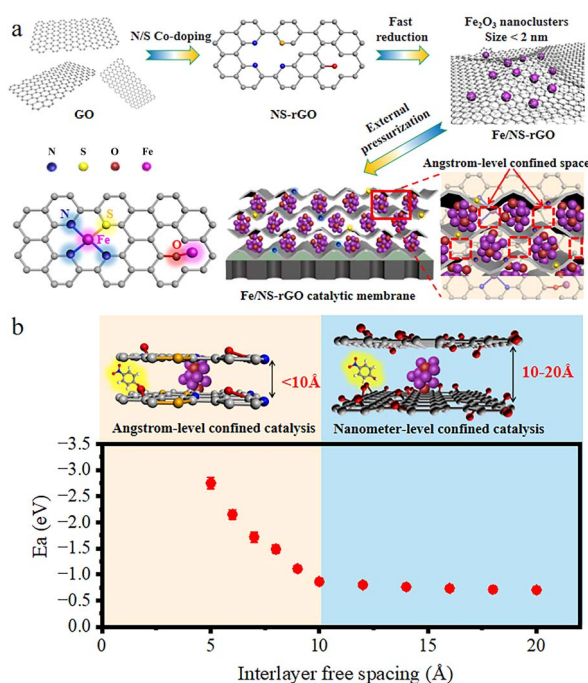 a
N/S Co-doping
Fast
reduction
Fe₂O₃ nanoclusters
Size < 2 nm
GO
NS-rGO
Fe/NS-rGO
External
pressurization
N S O Fe
Angstrom-level confined space
N
S
Fe
O
Fe/NS-rGO catalytic membrane
b
<10Å
10-20Å
Angstrom-level confined catalysis
Nanometer-level confined catalysis
−3.5
−3.0
−2.5
−2.0
−1.5
−1.0
−0.5
0.0
Ea (eV)
0 5 10 15 20
Interlayer free spacing (Å)